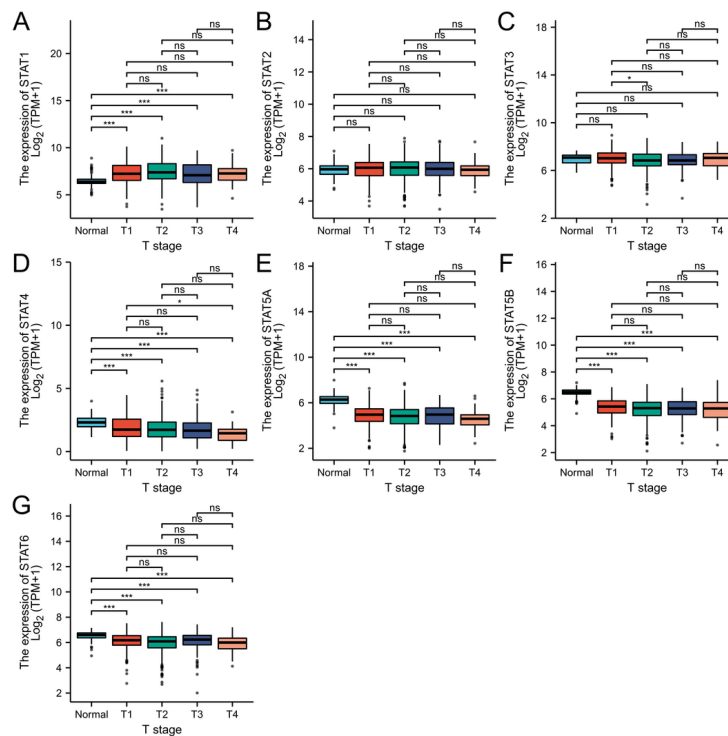 A
The expression of STAT1
Log2 (TPM+1)
20
15
10
5
ns
ns
ns
ns
ns
ns
***
***
***
***
Normal T1 T2 T3 T4
T stage
B
The expression of STAT2
Log2 (TPM+1)
12
10
8
6
4
ns
ns
ns
ns
ns
ns
ns
ns
ns
ns
Normal T1 T2 T3 T4
T stage
C
The expression of STAT3
Log2 (TPM+1)
18
14
10
6
2
ns
ns
ns
ns
ns
*
ns
ns
ns
ns
Normal T1 T2 T3 T4
T stage
D
The expression of STAT4
Log2 (TPM+1)
15
10
5
0
ns
ns
ns
*
ns
ns
***
***
***
***
Normal T1 T2 T3 T4
T stage
E
The expression of STAT5A
Log2 (TPM+1)
18
14
10
6
2
ns
ns
ns
ns
ns
ns
***
***
***
***
Normal T1 T2 T3 T4
T stage
F
The expression of STAT5B
Log2 (TPM+1)
16
14
12
10
8
6
4
2
ns
ns
ns
ns
ns
ns
***
***
***
***
Normal T1 T2 T3 T4
T stage
G
The expression of STAT6
Log2 (TPM+1)
16
14
12
10
8
6
4
2
ns
ns
ns
ns
ns
ns
***
***
***
***
Normal T1 T2 T3 T4
T stage